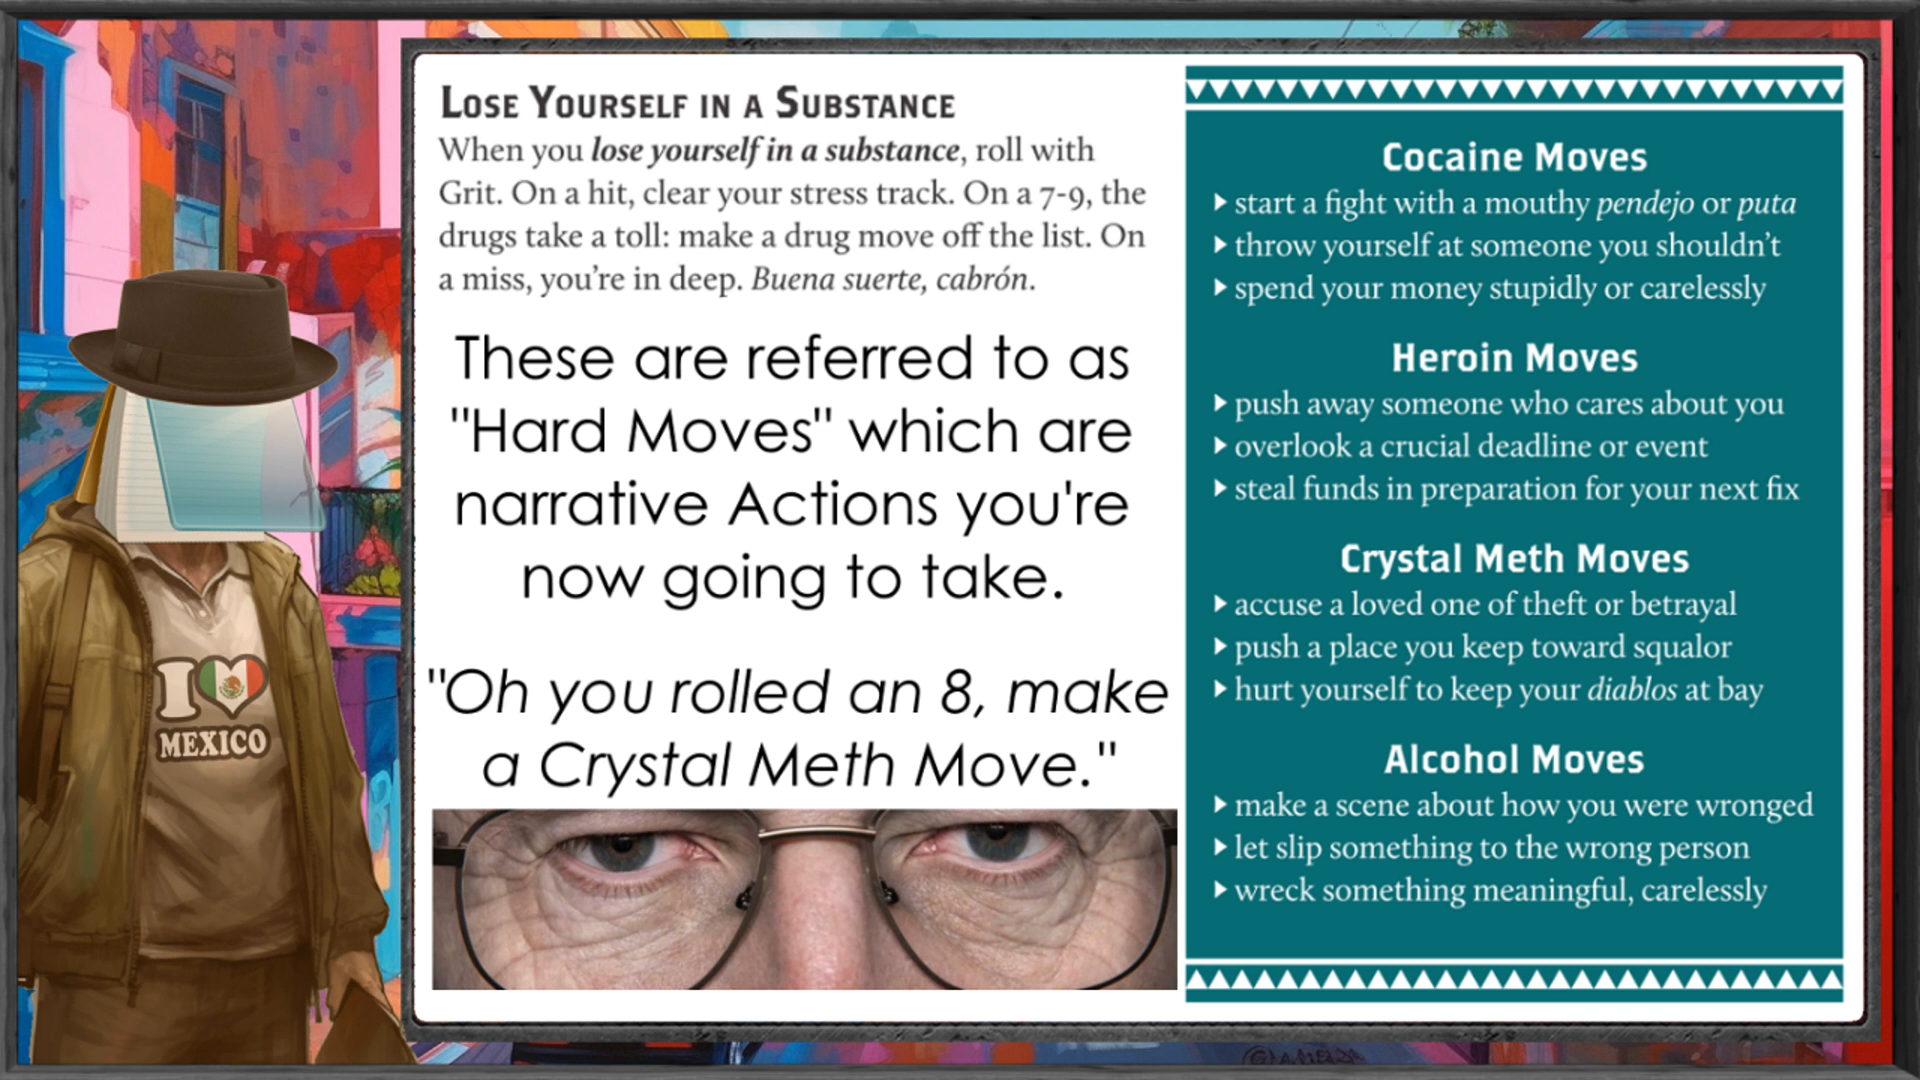 LOSE YOURSELF IN A SUBSTANCE
When you lose yourself in a substance, roll with
Grit. On a hit, clear your stress track. On a 7-9, the
drugs take a toll: make a drug move off the list. On
a miss, you're in deep. Buena suerte, cabrón.
These are referred to as
"Hard Moves" which are
narrative Actions you're
now going to take.
"Oh you rolled an 8, make
a Crystal Meth Move."
Cocaine Moves
▶ start a fight with a mouthy pendejo or puta
▶ throw yourself at someone you shouldn't
▶ spend your money stupidly or carelessly
Heroin Moves
▶ push away someone who cares about you
▶ overlook a crucial deadline or event
▶ steal funds in preparation for your next fix
Crystal Meth Moves
▶ accuse a loved one of theft or betrayal
▶ push a place you keep toward squalor
▶ hurt yourself to keep your diablos at bay
Alcohol Moves
▶ make a scene about how you were wronged
▶ let slip something to the wrong person
▶ wreck something meaningful, carelessly
I
MEXICO